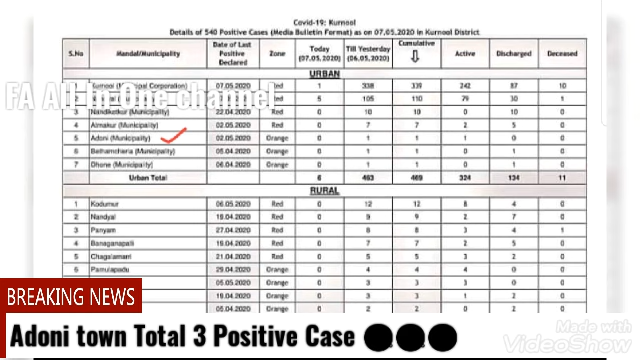 Covid-19: Kurnool
Details of 540 Positive Cases (Media Bulletin Format) as on 07.05.2020 in Kurnool District
S.No Mandal/Municipality Date of Last Positive Declared Zone Today (07.05.2020) Till Yesterday (06.05.2020) Cumulative ⇩ Active Discharged Deceased
URBAN
Kurnool (Municipal Corporation) 07.05.2020 Red 1 338 339 242 87 10
FA All in One channel
5 105 110 79 30 1
3 Nandikotkur (Municipality) 22.04.2020 Red 0 10 10 0 10 0
4 Atmakur (Municipality) 02.05.2020 Red 0 7 7 2 5 0
5 Adoni (Municipality) 02.05.2020 Orange 0 1 1 1 0 0
6 Bethamcherla (Municipality) 05.04.2020 Orange 0 1 1 0 1 0
7 Dhone (Municipality) 06.04.2020 Orange 0 1 1 0 1 0
Urban Total 6 463 469 324 134 11
RURAL
1 Kodumur 06.05.2020 Red 0 12 12 8 4 0
2 Nandyal 19.04.2020 Red 0 9 9 2 7 0
3 Panyam 27.04.2020 Red 0 8 8 3 4 1
4 Banaganapalli 19.04.2020 Red 0 7 7 2 5 0
5 Chagalamarri 21.04.2020 Red 0 5 5 3 2 0
6 Pamulapadu 29.04.2020 Orange 0 4 4 4 0 0
05.05.2020 Orange 0 3 3 3 0 0
19.04.2020 Orange 0 3 3 1 2 0
05.04.2020 Orange 0 2 2 0 2 0
BREAKING NEWS
Adoni town Total 3 Positive Case
Made with
VideoShow